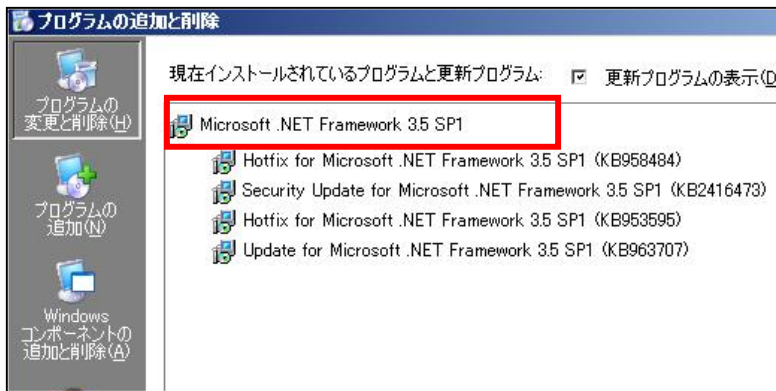 プログラムの追加と削除
プログラムの
変更と削除(H)
現在インストールされているプログラムと更新プログラム:
更新プログラムの表示(D
Microsoft .NET Framework 3.5 SP1
Hotfix for Microsoft .NET Framework 3.5 SP1 (KB958484)
Security Update for Microsoft .NET Framework 3.5 SP1 (KB2416473)
Hotfix for Microsoft .NET Framework 3.5 SP1 (KB953595)
Update for Microsoft .NET Framework 3.5 SP1 (KB963707)
プログラムの
追加(N)
Windows
コンポーネントの
追加と削除(A)